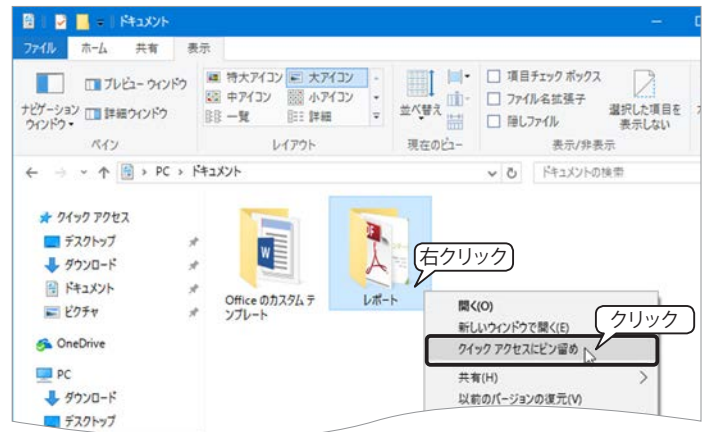 ドキュメント
ファイル ホーム 共有 表示
ナビゲーション ウィンドウ
プレビュー ウィンドウ
詳細ウィンドウ
ペイン
特大アイコン 大アイコン
中アイコン 小アイコン
一覧 詳細
レイアウト
並べ替え
現在のビュー
項目チェック ボックス
ファイル名拡張子
隠しファイル
選択した項目を
表示しない
表示/非表示
PC > ドキュメント
ドキュメントの検索
クイック アクセス
デスクトップ
ダウンロード
ドキュメント
ピクチャ
OneDrive
PC
ダウンロード
デスクトップ
Office のカスタム テ
ンプレート
レポート
右クリック
開く(O)
新しいウィンドウで開く(E)
クイック アクセスにピン留め
クリック
共有(H)
以前のバージョンの復元(V)